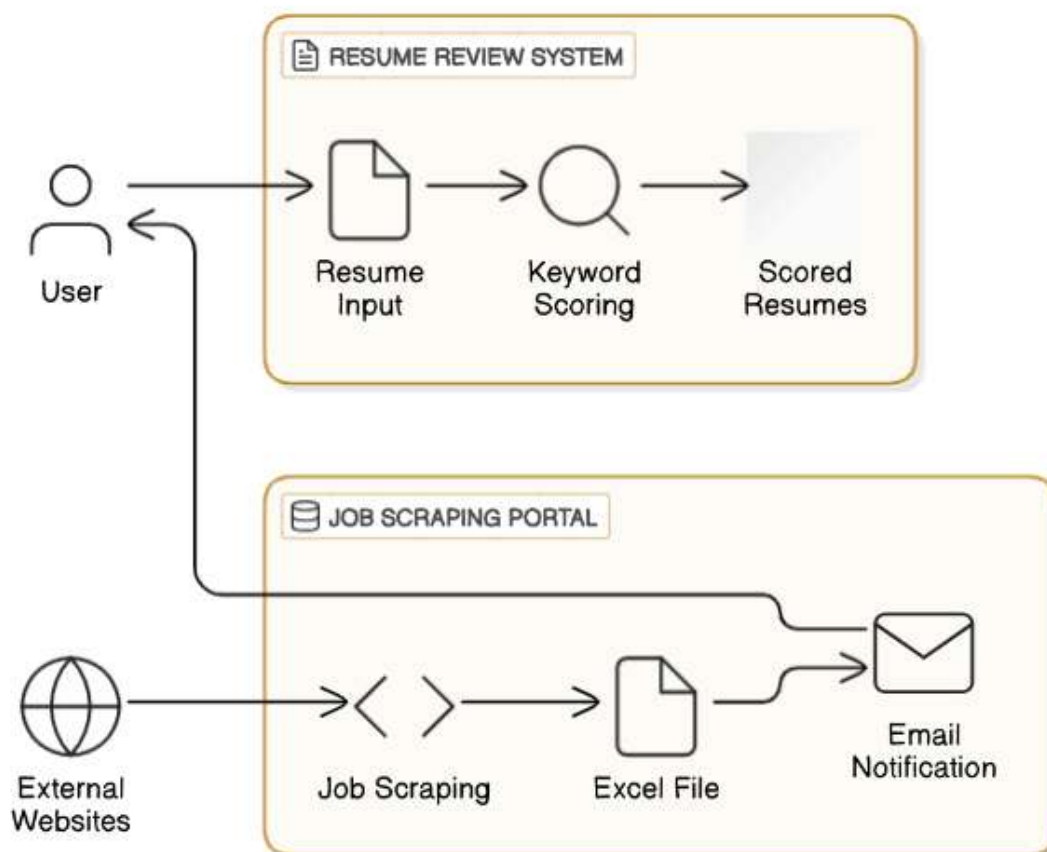 RESUME REVIEW SYSTEM
User
Resume
Input
Keyword
Scoring
Scored
Resumes
JOB SCRAPING PORTAL
External
Websites
Job Scraping
Excel File
Email
Notification